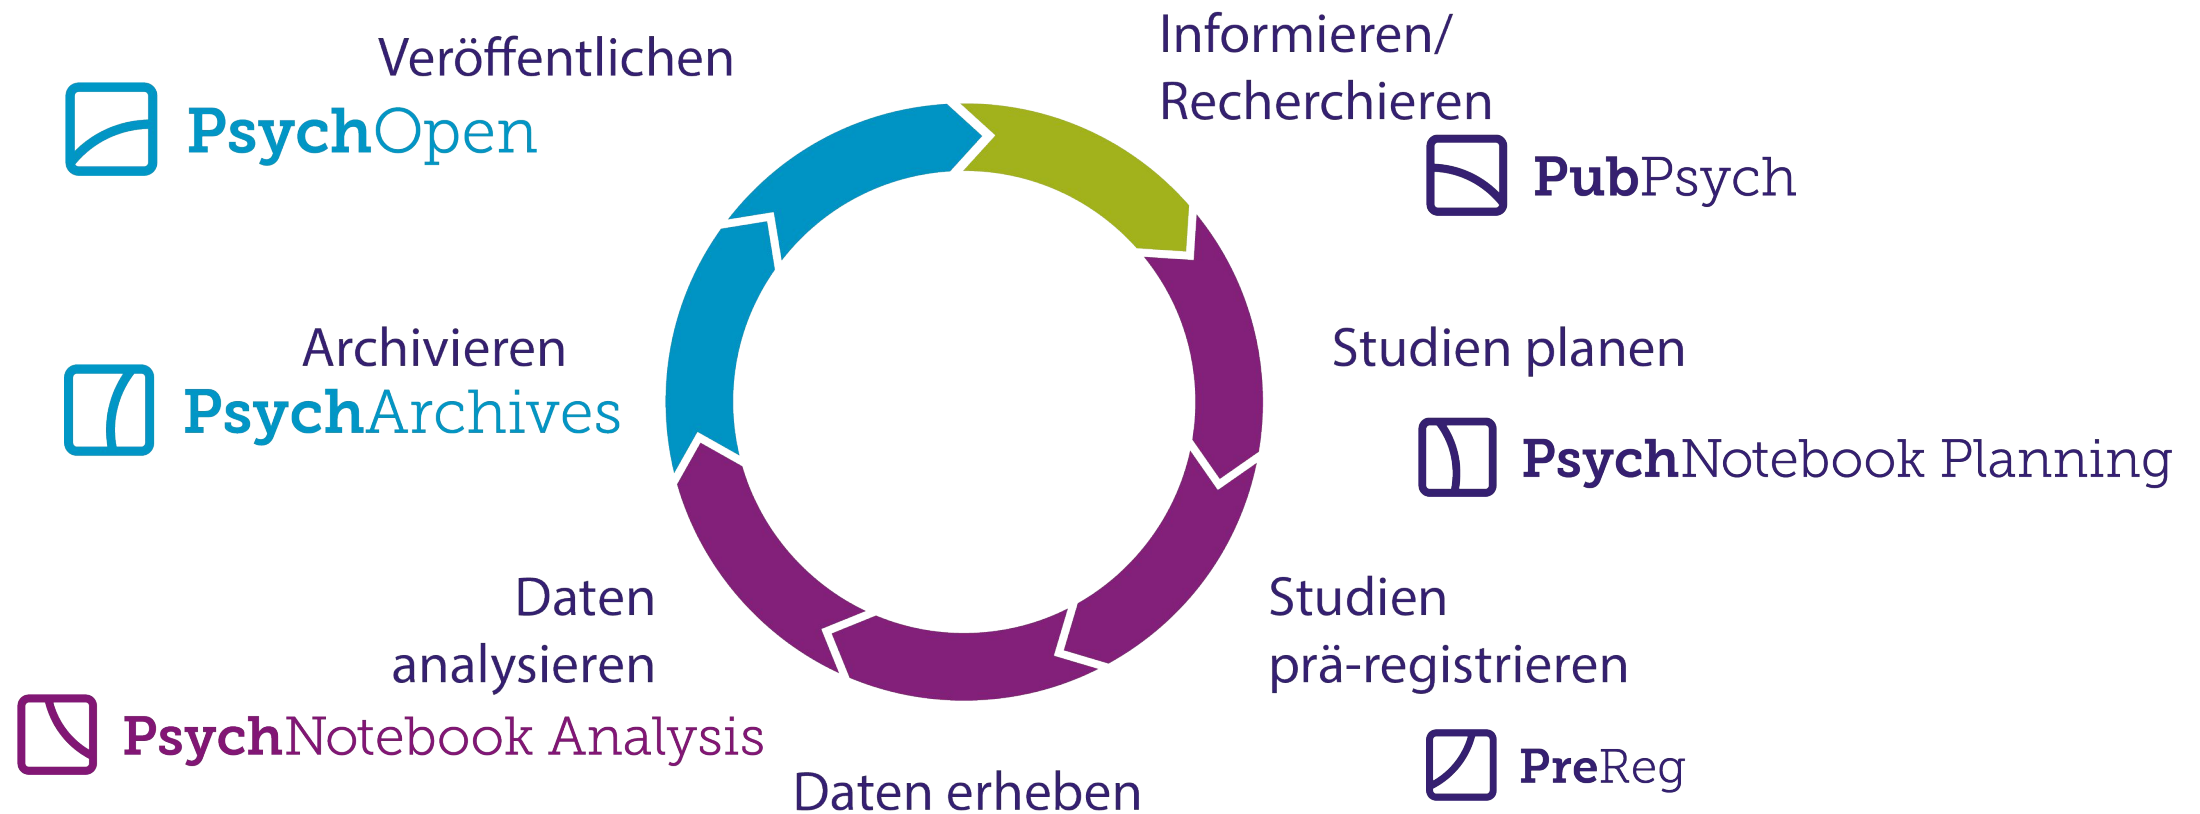 Veröffentlichen
PsychOpen
Informieren/
Recherchieren
PubPsych
Archivieren
PsychArchives
Studien planen
PsychNotebook Planning
Daten
analysieren
PsychNotebook Analysis
Studien
prä-registrieren
PreReg
Daten erheben